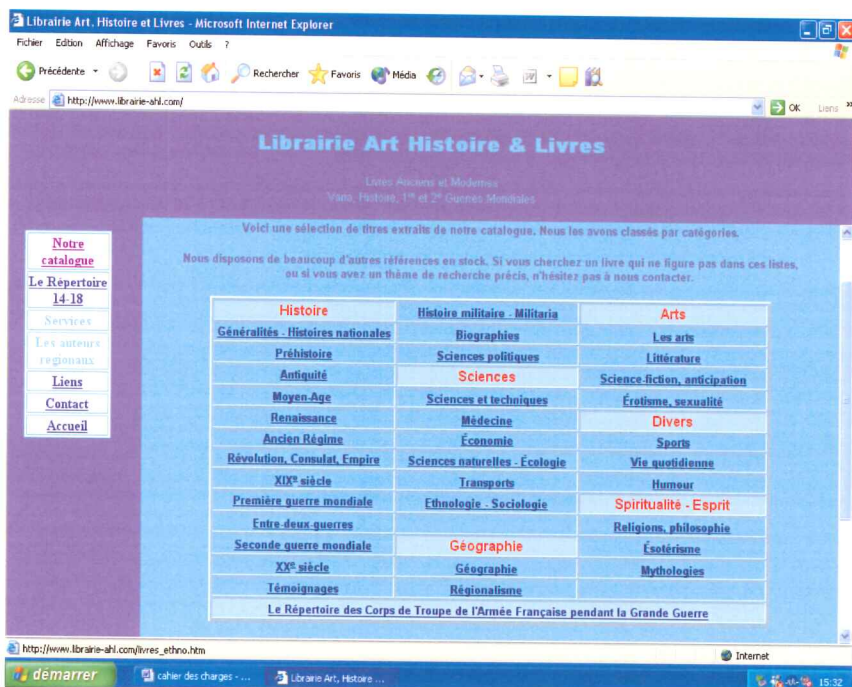 Librairie Art, Histoire et Livres - Microsoft Internet Explorer
Fichier Edition Affichage Favoris Outils ?
Précédente Rechercher Favoris Média
Adresse http://www.librairie-ahl.com/ OK Liens »
Librairie Art Histoire & Livres
Livres Anciens et Modernes
Vario, Histoire, 1re et 2e Guerres Mondiales
Voici une sélection de titres extraits de notre catalogue. Nous les avons classés par catégories.
Nous disposons de beaucoup d'autres références en stock. Si vous cherchez un livre qui ne figure pas dans ces listes,
ou si vous avez un thème de recherche précis, n'hésitez pas à nous contacter.
Notre
catalogue
Le Répertoire
14-18
Services
Les auteurs
régionaux
Liens
Contact
Accueil
Histoire Histoire militaire - Militaria Arts
Généralités - Histoires nationales Biographies Les arts
Préhistoire Sciences politiques Littérature
Antiquité Sciences Science-fiction, anticipation
Moyen-Age Sciences et techniques Érotisme, sexualité
Renaissance Médecine Divers
Ancien Régime Économie Sports
Révolution, Consulat, Empire Sciences naturelles - Écologie Vie quotidienne
XIXe siècle Transports Humour
Première guerre mondiale Ethnologie - Sociologie Spiritualité - Esprit
Entre-deux-guerres Religions, philosophie
Seconde guerre mondiale Géographie Ésotérisme
XXe siècle Géographie Mythologies
Témoignages Régionalisme
Le Répertoire des Corps de Troupe de l'Armée Française pendant la Grande Guerre
http://www.librairie-ahl.com/livres_ethno.htm Internet
démarrer cahier des charges - ... Librairie Art, Histoire ... 15:32